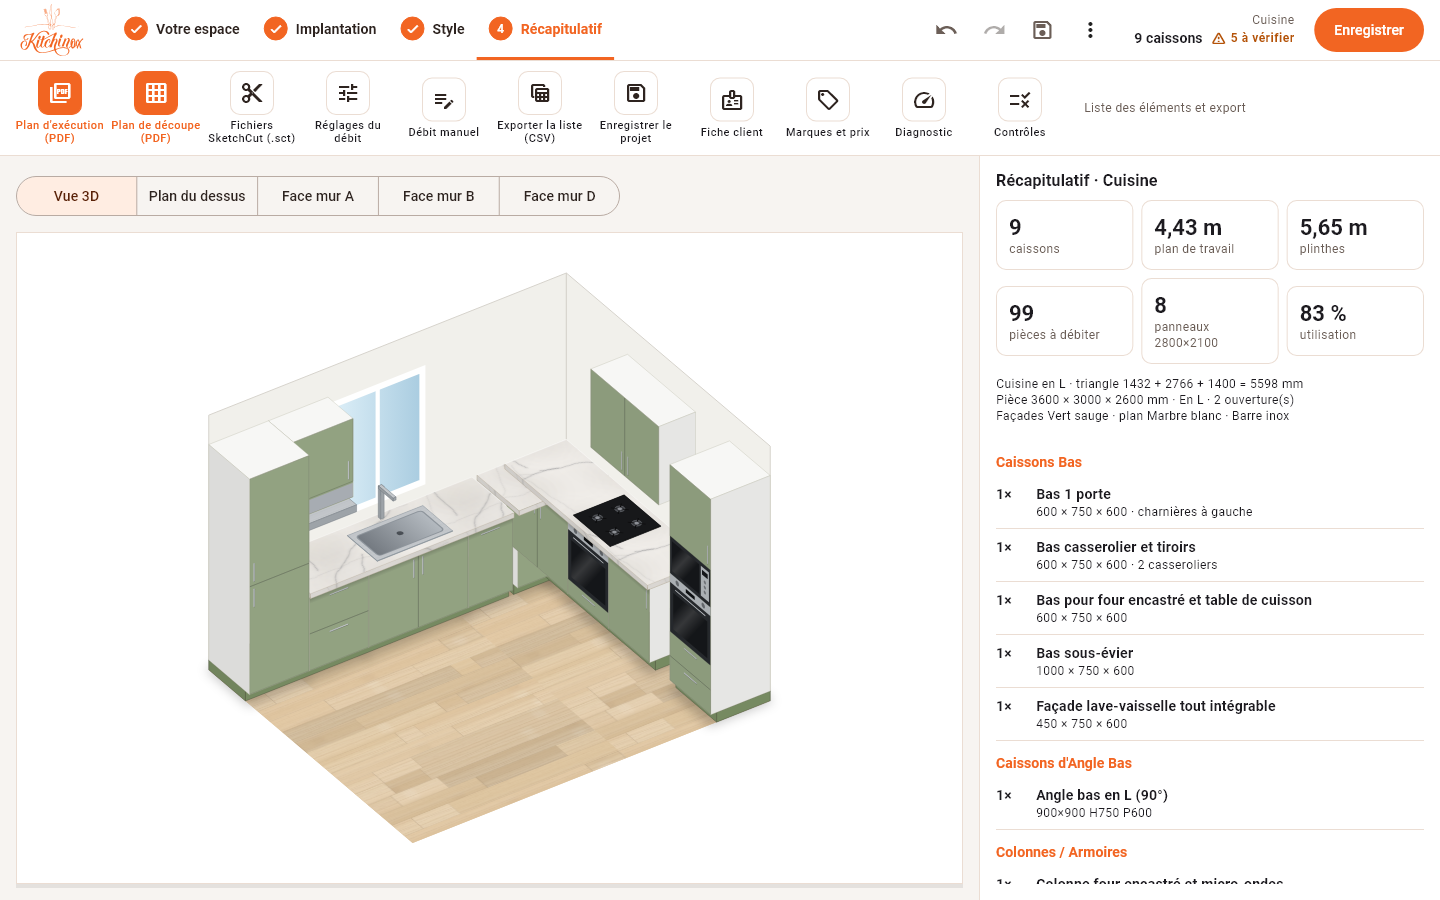 Kitchinox
Votre espace
Implantation
Style
4 Récapitulatif
Cuisine
9 caissons 5 à vérifier
Enregistrer
Plan d'exécution
(PDF)
Plan de découpe
(PDF)
Fichiers
SketchCut (.sct)
Réglages du
débit
Débit manuel
Exporter la liste
(CSV)
Enregistrer le
projet
Fiche client
Marques et prix
Diagnostic
Contrôles
Liste des éléments et export
Vue 3D
Plan du dessus
Face mur A
Face mur B
Face mur D
Récapitulatif · Cuisine
9
caissons
4,43 m
plan de travail
5,65 m
plinthes
99
pièces à débiter
8
panneaux
2800×2100
83 %
utilisation
Cuisine en L · triangle 1432 + 2766 + 1400 = 5598 mm
Pièce 3600 × 3000 × 2600 mm · En L · 2 ouverture(s)
Façades Vert sauge · plan Marbre blanc · Barre inox
Caissons Bas
1× Bas 1 porte
600 × 750 × 600 · charnières à gauche
1× Bas casserolier et tiroirs
600 × 750 × 600 · 2 casseroliers
1× Bas pour four encastré et table de cuisson
600 × 750 × 600
1× Bas sous-évier
1000 × 750 × 600
1× Façade lave-vaisselle tout intégrable
450 × 750 × 600
Caissons d'Angle Bas
1× Angle bas en L (90°)
900×900 H750 P600
Colonnes / Armoires
1× Colonne four encastré et micro-ondes